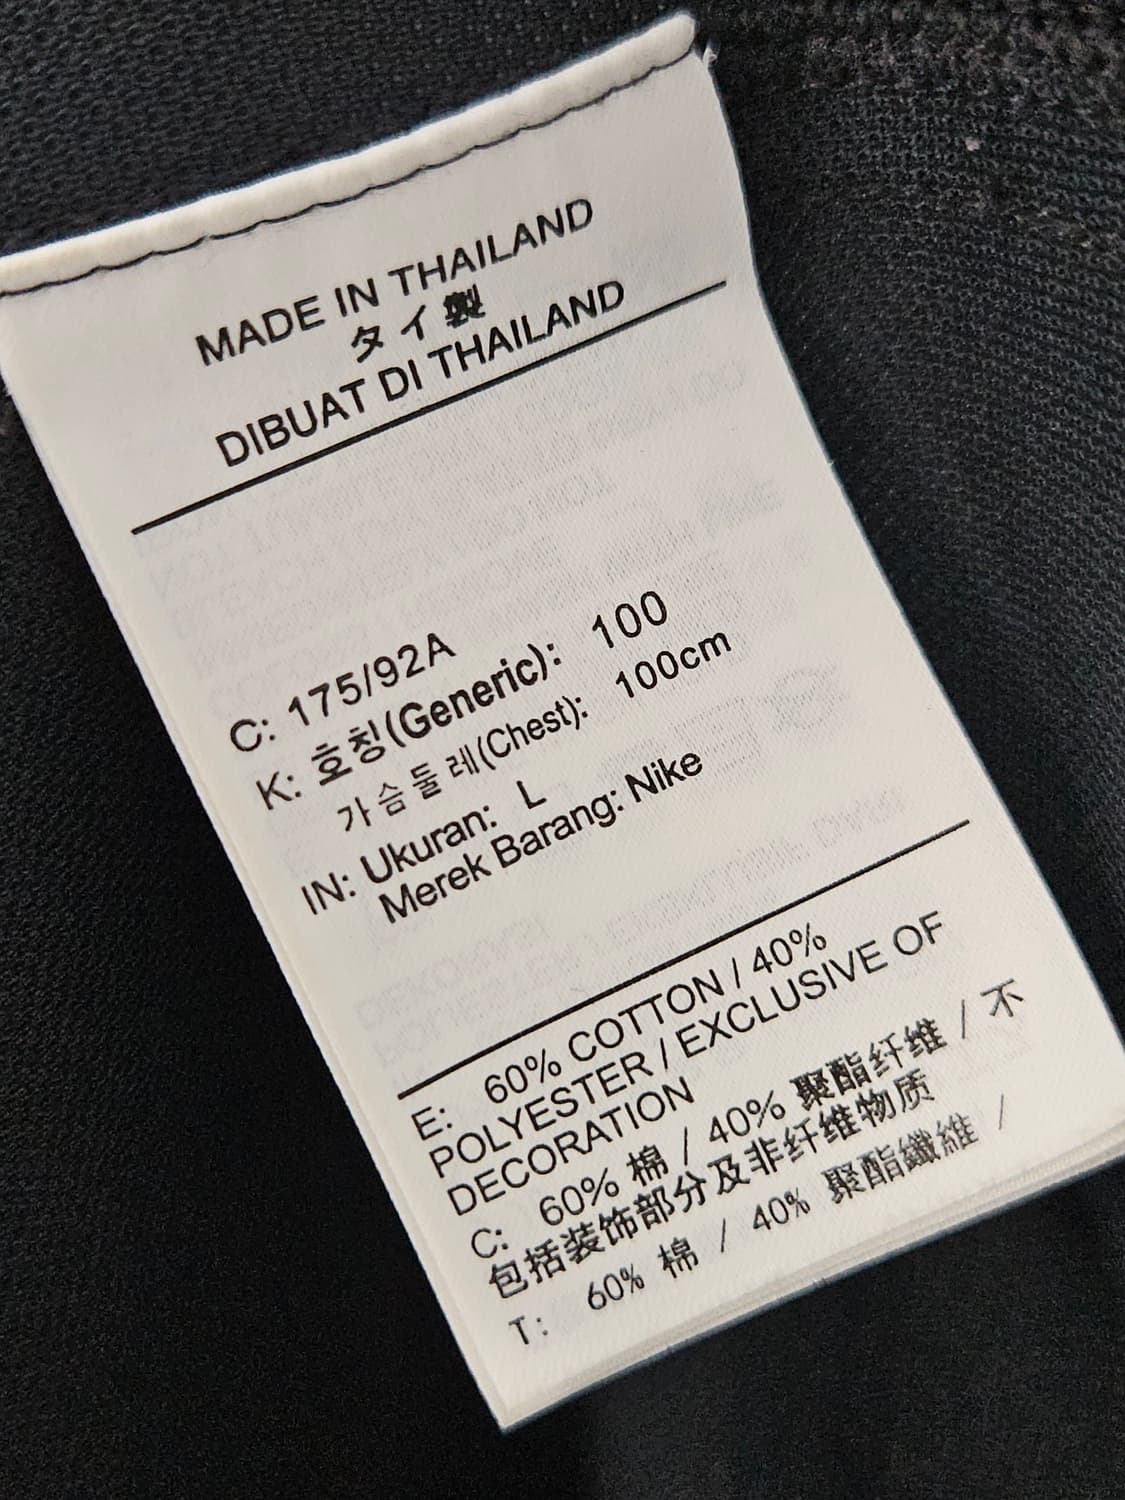 MADE IN THAILAND
タイ製
DIBUAT DI THAILAND
C: 175/92A
K: 호칭(Generic): 100
가슴둘레(Chest): 100cm
IN: Ukuran: L
Merek Barang: Nike
E: 60% COTTON / 40%
POLYESTER / EXCLUSIVE OF
DECORATION
C: 60% 棉 / 40% 聚酯纤维 / 不
包括装饰部分及非纤维物质
T: 60% 棉 / 40% 聚酯纖維 /